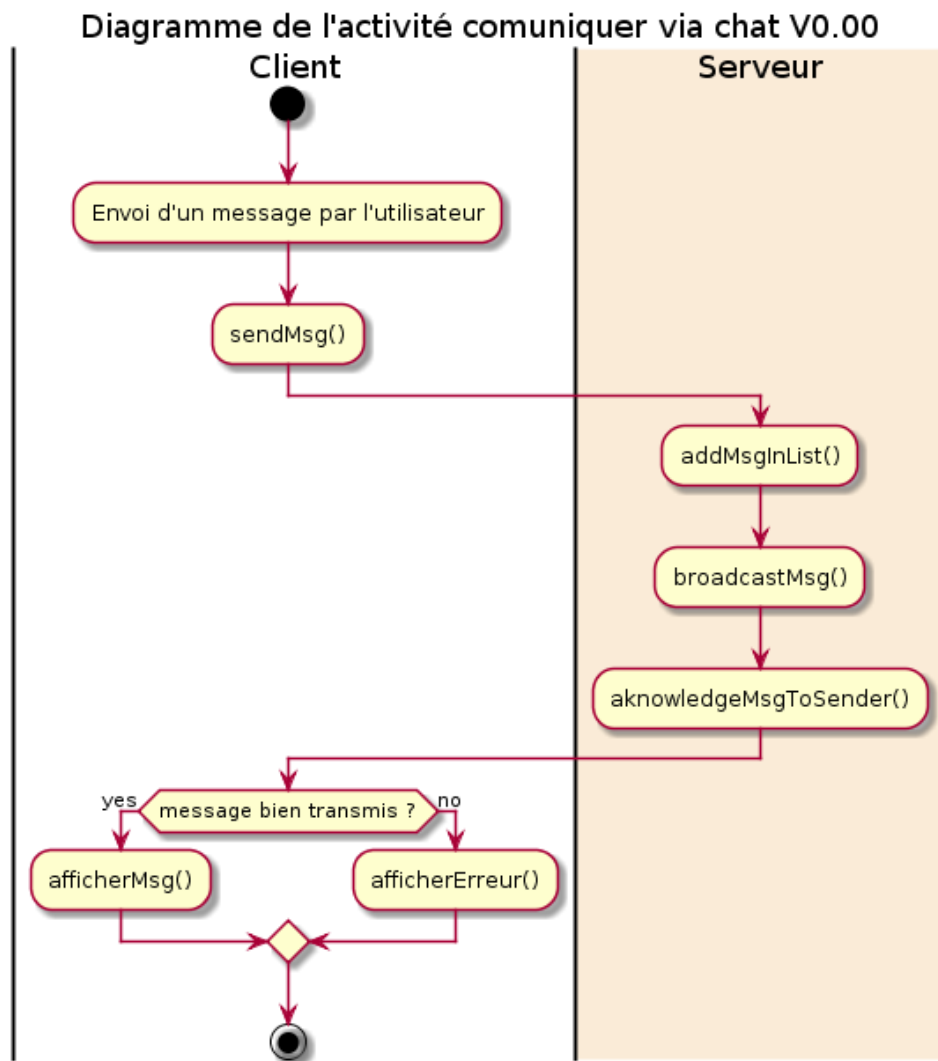 Diagramme de l'activité comuniquer via chat V0.00
Client
Serveur
Envoi d'un message par l'utilisateur
sendMsg()
addMsgInList()
broadcastMsg()
aknowledgeMsgToSender()
yes
message bien transmis ?
no
afficherMsg()
afficherErreur()